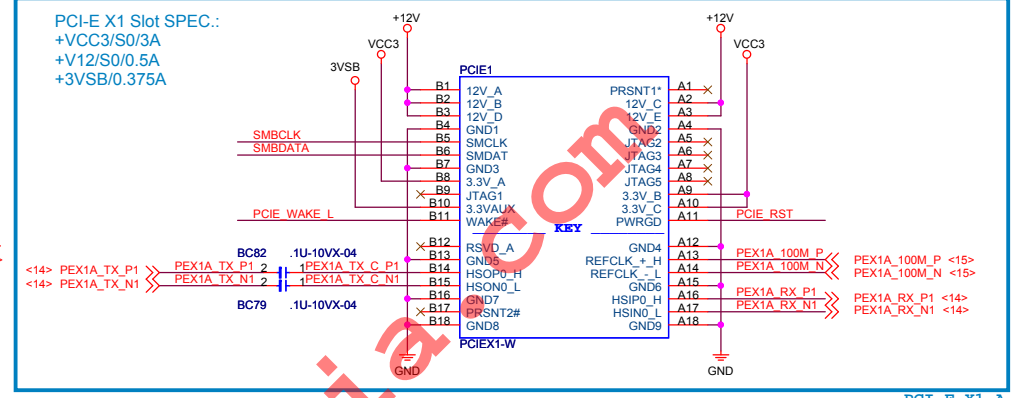 PCI-E X1 Slot SPEC.:
+VCC3/S0/3A
+V12/S0/0.5A
+3VSB/0.375A
+12V
VCC3
3VSB
+12V
VCC3
PCIE1
B1 12V_A PRSNT1* A1
B2 12V_B 12V_C A2
B3 12V_D 12V_E A3
B4 GND1 GND2 A4
SMBCLK B5 SMCLK JTAG2 A5
SMBDATA B6 SMDAT JTAG3 A6
B7 GND3 JTAG4 A7
B8 3.3V_A JTAG5 A8
B9 JTAG1 3.3V_B A9
B10 3.3VAUX 3.3V_C A10
PCIE_WAKE_L B11 WAKE# PWRGD A11 PCIE_RST
KEY
B12 RSVD_A GND4 A12
BC82 .1U-10VX-04
B13 GND5 REFCLK_+_H A13 PEX1A_100M_P PEX1A_100M_P <15>
<14> PEX1A_TX_P1 PEX1A_TX_P1 2 1 PEX1A_TX_C_P1 B14 HSOP0_H REFCLK_-_L A14 PEX1A_100M_N PEX1A_100M_N <15>
<14> PEX1A_TX_N1 PEX1A_TX_N1 2 1 PEX1A_TX_C_N1 B15 HSON0_L GND6 A15
B16 GND7 HSIP0_H A16 PEX1A_RX_P1 PEX1A_RX_P1 <14>
BC79 .1U-10VX-04
B17 PRSNT2# HSIN0_L A17 PEX1A_RX_N1 PEX1A_RX_N1 <14>
B18 GND8 GND9 A18
PCIEX1-W
GND
GND